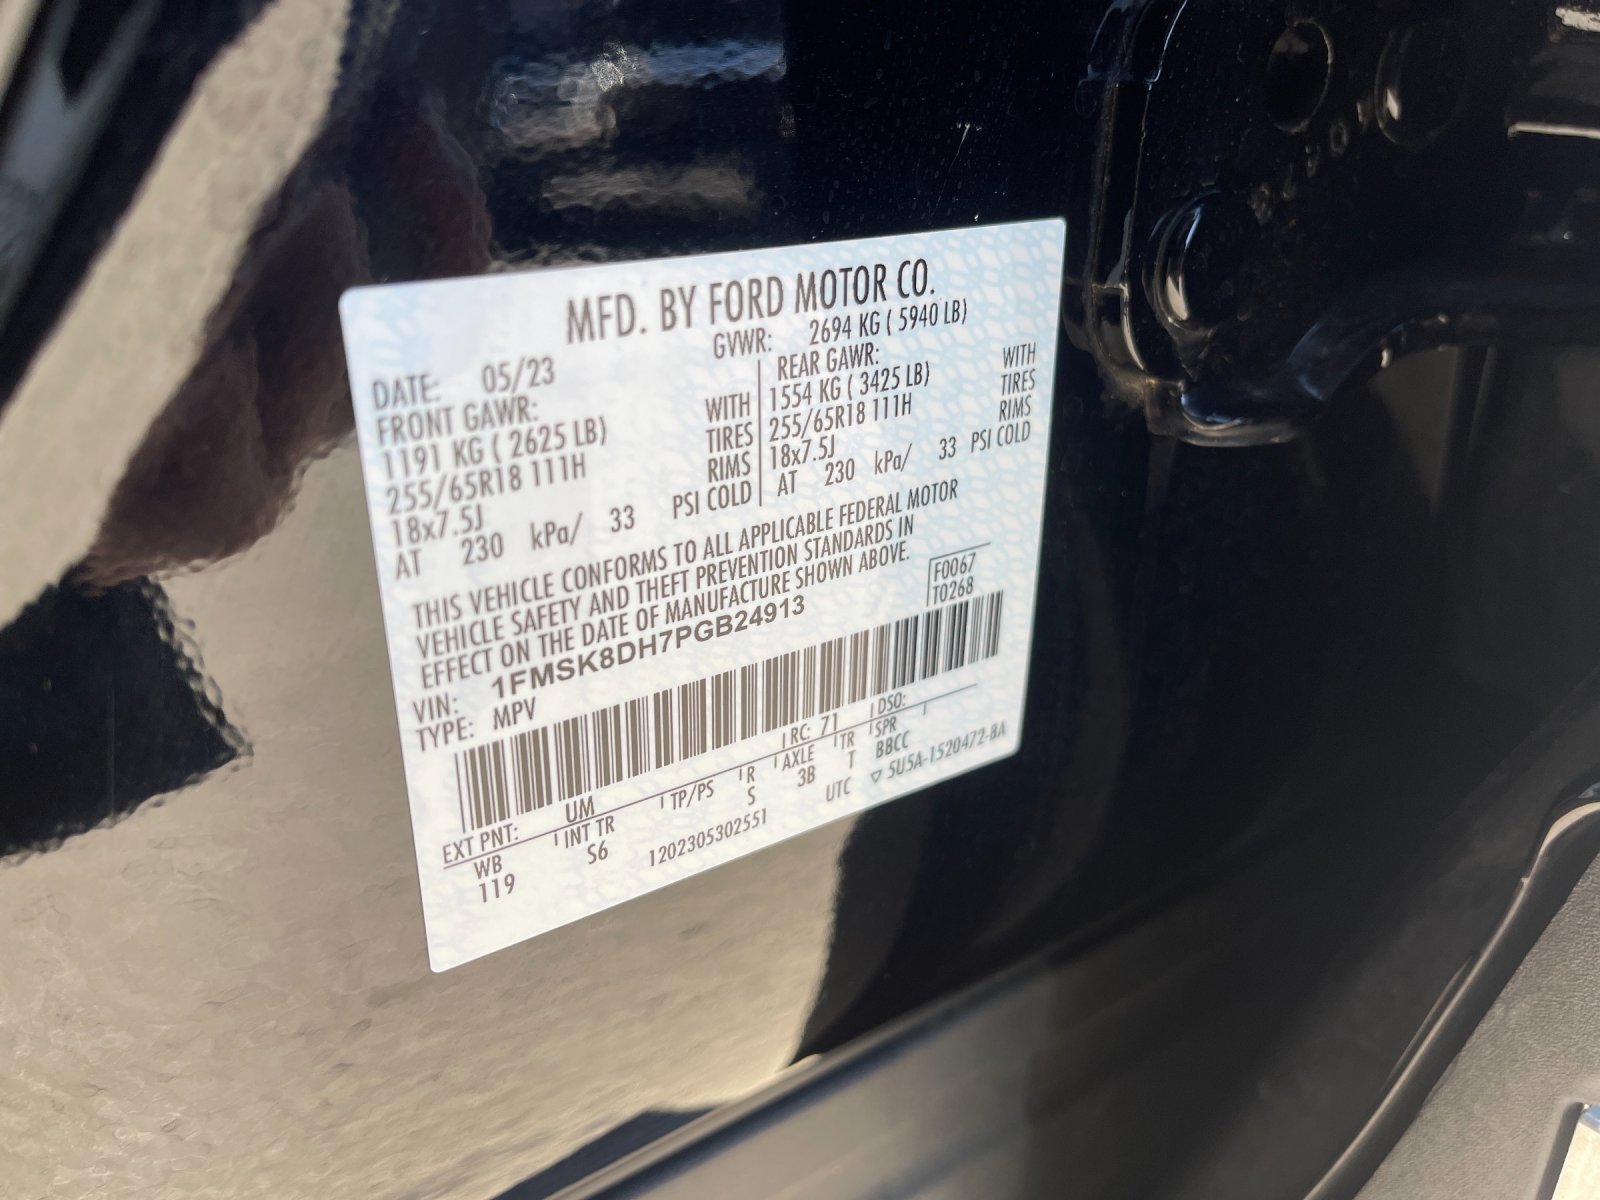 MFD. BY FORD MOTOR CO.
DATE: 05/23 GVWR: 2694 KG ( 5940 LB)
FRONT GAWR: REAR GAWR:
1191 KG ( 2625 LB) WITH 1554 KG ( 3425 LB) WITH
255/65R18 111H TIRES 255/65R18 111H TIRES
18x7.5J RIMS 18x7.5J RIMS
AT 230 kPa/ 33 PSI COLD AT 230 kPa/ 33 PSI COLD
THIS VEHICLE CONFORMS TO ALL APPLICABLE FEDERAL MOTOR
VEHICLE SAFETY AND THEFT PREVENTION STANDARDS IN
EFFECT ON THE DATE OF MANUFACTURE SHOWN ABOVE.
F0067
T0268
VIN: 1FMSK8DH7PGB24913
TYPE: MPV
EXT PNT: UM RC: 71 DSO:
WB INT TR TP/PS R AXLE TR SPR
119 S6 S 3B T BBCC
1202305302551 UTC ▽ 5U5A-1520472-BA